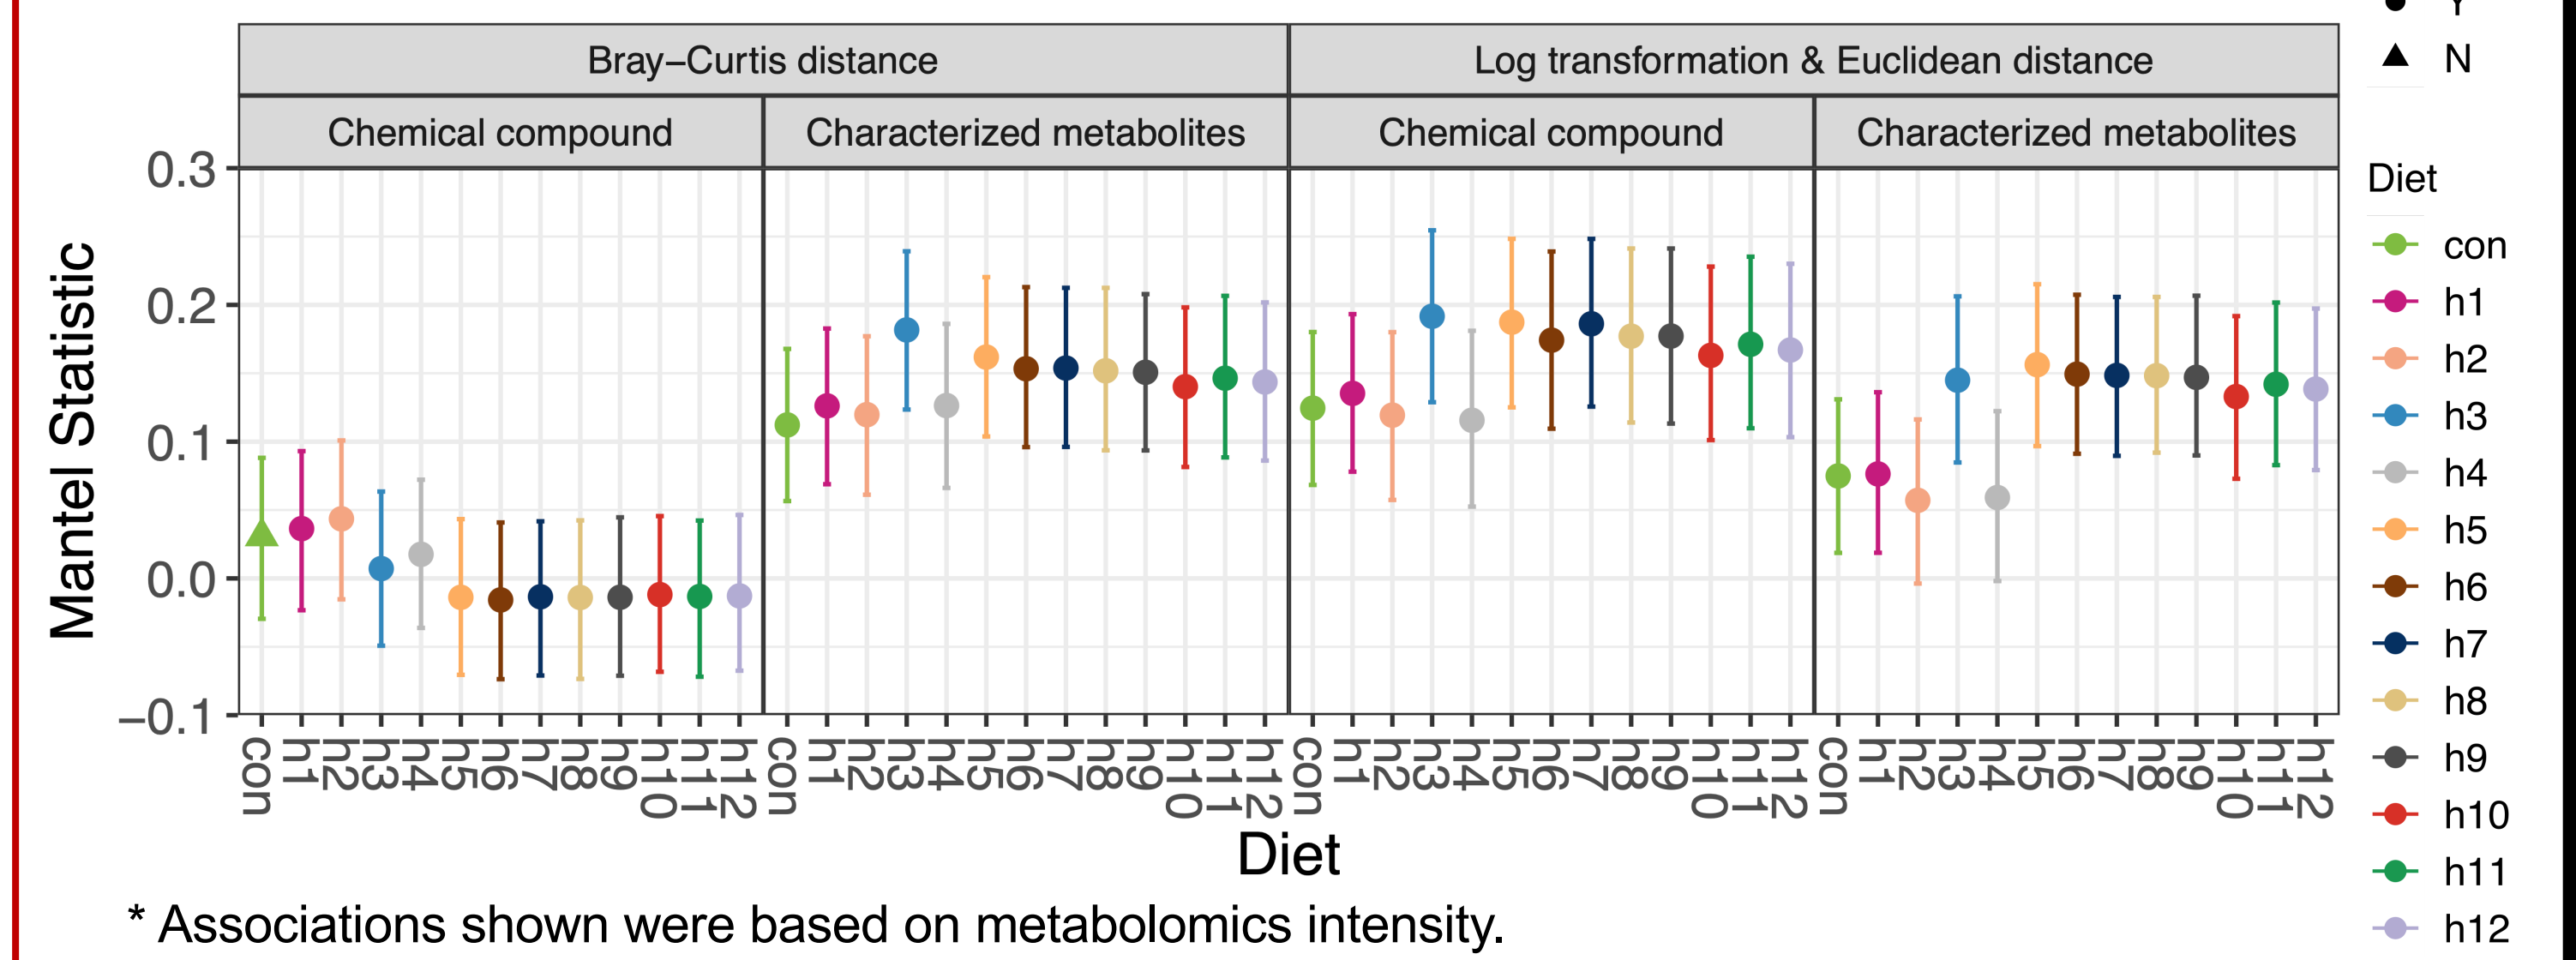 Y
N
Bray–Curtis distance
Log transformation & Euclidean distance
Chemical compound
Characterized metabolites
Chemical compound
Characterized metabolites
Mantel Statistic
0.3
0.2
0.1
0.0
−0.1
con h1 h2 h3 h4 h5 h6 h7 h8 h9 h10 h11 h12
con h1 h2 h3 h4 h5 h6 h7 h8 h9 h10 h11 h12
con h1 h2 h3 h4 h5 h6 h7 h8 h9 h10 h11 h12
con h1 h2 h3 h4 h5 h6 h7 h8 h9 h10 h11 h12
Diet
* Associations shown were based on metabolomics intensity.
Diet
con
h1
h2
h3
h4
h5
h6
h7
h8
h9
h10
h11
h12